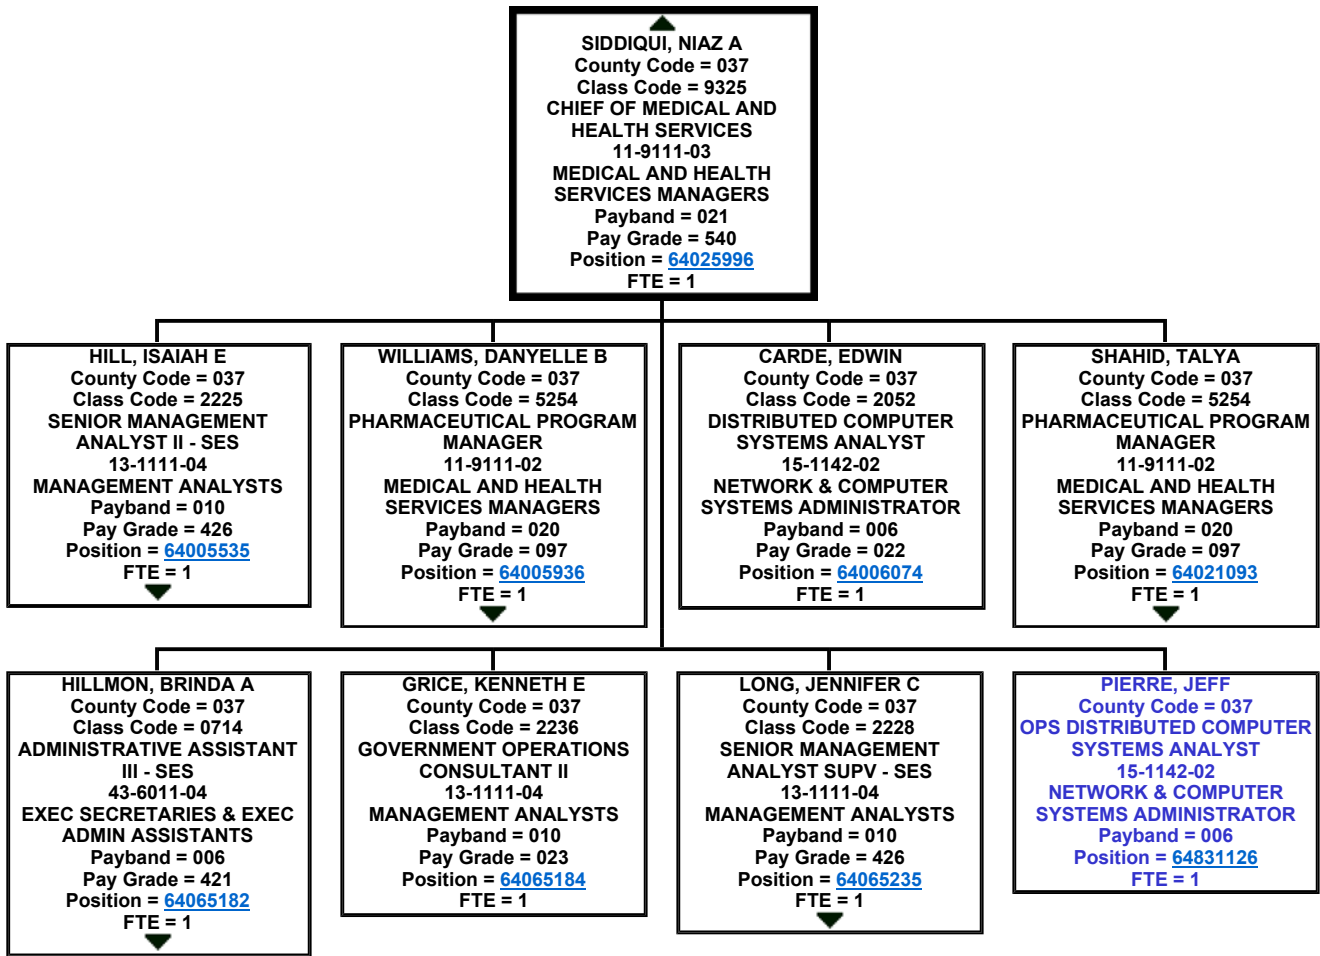 SIDDIQUI, NIAZ A
County Code = 037
Class Code = 9325
CHIEF OF MEDICAL AND
HEALTH SERVICES
11-9111-03
MEDICAL AND HEALTH
SERVICES MANAGERS
Payband = 021
Pay Grade = 540
Position = 64025996
FTE = 1
HILL, ISAIAH E
County Code = 037
Class Code = 2225
SENIOR MANAGEMENT
ANALYST II - SES
13-1111-04
MANAGEMENT ANALYSTS
Payband = 010
Pay Grade = 426
Position = 64005535
FTE = 1
WILLIAMS, DANYELLE B
County Code = 037
Class Code = 5254
PHARMACEUTICAL PROGRAM
MANAGER
11-9111-02
MEDICAL AND HEALTH
SERVICES MANAGERS
Payband = 020
Pay Grade = 097
Position = 64005936
FTE = 1
CARDE, EDWIN
County Code = 037
Class Code = 2052
DISTRIBUTED COMPUTER
SYSTEMS ANALYST
15-1142-02
NETWORK & COMPUTER
SYSTEMS ADMINISTRATOR
Payband = 006
Pay Grade = 022
Position = 64006074
FTE = 1
SHAHID, TALYA
County Code = 037
Class Code = 5254
PHARMACEUTICAL PROGRAM
MANAGER
11-9111-02
MEDICAL AND HEALTH
SERVICES MANAGERS
Payband = 020
Pay Grade = 097
Position = 64021093
FTE = 1
HILLMON, BRINDA A
County Code = 037
Class Code = 0714
ADMINISTRATIVE ASSISTANT
III - SES
43-6011-04
EXEC SECRETARIES & EXEC
ADMIN ASSISTANTS
Payband = 006
Pay Grade = 421
Position = 64065182
FTE = 1
GRICE, KENNETH E
County Code = 037
Class Code = 2236
GOVERNMENT OPERATIONS
CONSULTANT II
13-1111-04
MANAGEMENT ANALYSTS
Payband = 010
Pay Grade = 023
Position = 64065184
FTE = 1
LONG, JENNIFER C
County Code = 037
Class Code = 2228
SENIOR MANAGEMENT
ANALYST SUPV - SES
13-1111-04
MANAGEMENT ANALYSTS
Payband = 010
Pay Grade = 426
Position = 64065235
FTE = 1
PIERRE, JEFF
County Code = 037
OPS DISTRIBUTED COMPUTER
SYSTEMS ANALYST
15-1142-02
NETWORK & COMPUTER
SYSTEMS ADMINISTRATOR
Payband = 006
Position = 64831126
FTE = 1